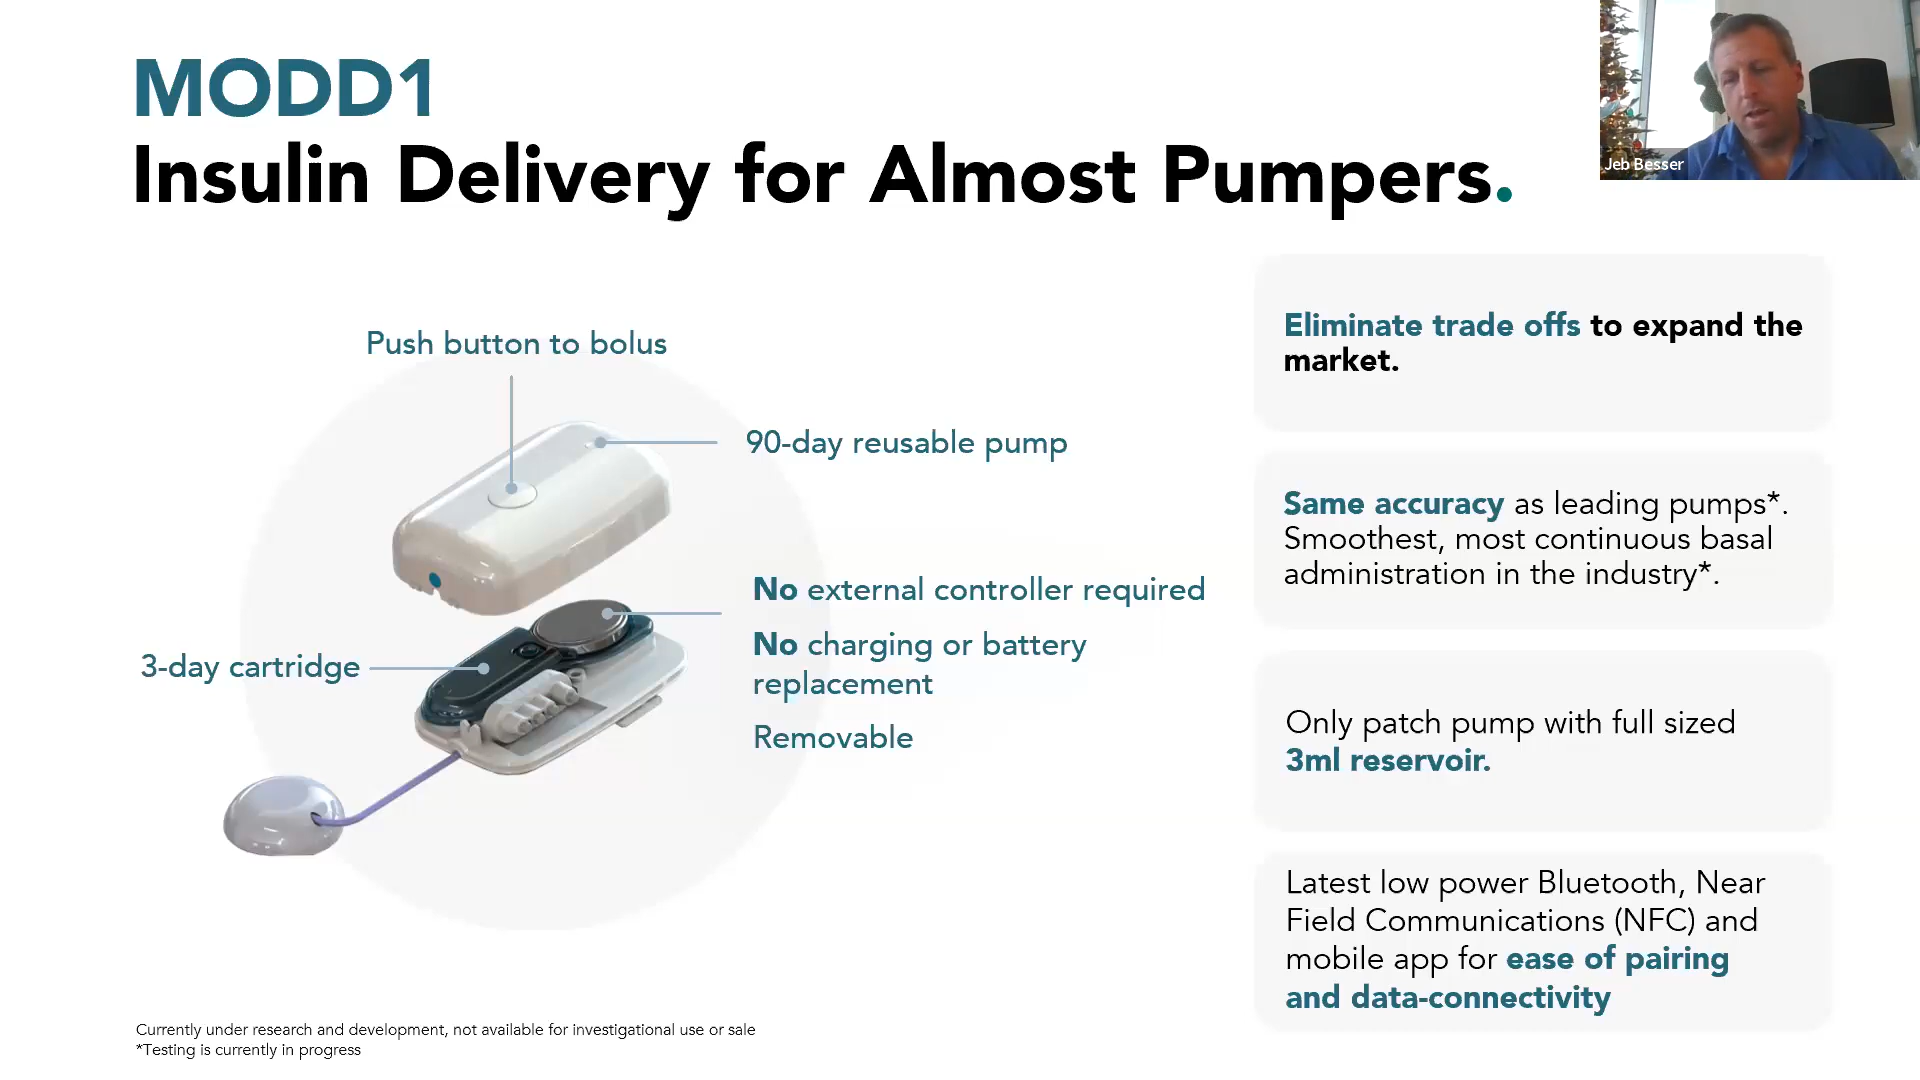 MODD1
Insulin Delivery for Almost Pumpers.
Jeb Besser
Push button to bolus
90-day reusable pump
No external controller required
No charging or battery
replacement
Removable
3-day cartridge
Eliminate trade offs to expand the
market.
Same accuracy as leading pumps*.
Smoothest, most continuous basal
administration in the industry*.
Only patch pump with full sized
3ml reservoir.
Latest low power Bluetooth, Near
Field Communications (NFC) and
mobile app for ease of pairing
and data-connectivity
Currently under research and development, not available for investigational use or sale
*Testing is currently in progress